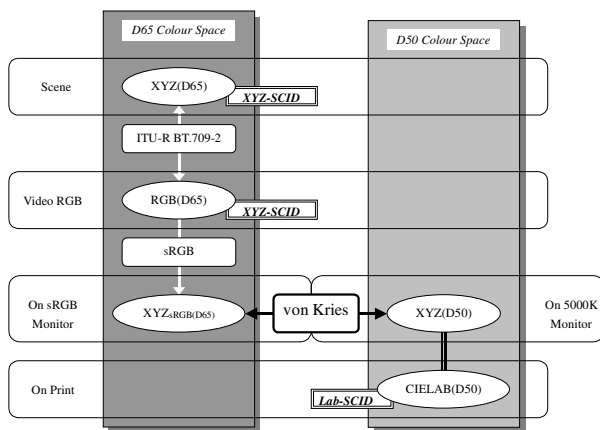 D65 Colour Space
D50 Colour Space
Scene
XYZ(D65)
XYZ-SCID
ITU-R BT.709-2
Video RGB
RGB(D65)
XYZ-SCID
sRGB
On sRGB
Monitor
XYZsRGB(D65)
von Kries
XYZ(D50)
On 5000K
Monitor
On Print
Lab-SCID
CIELAB(D50)